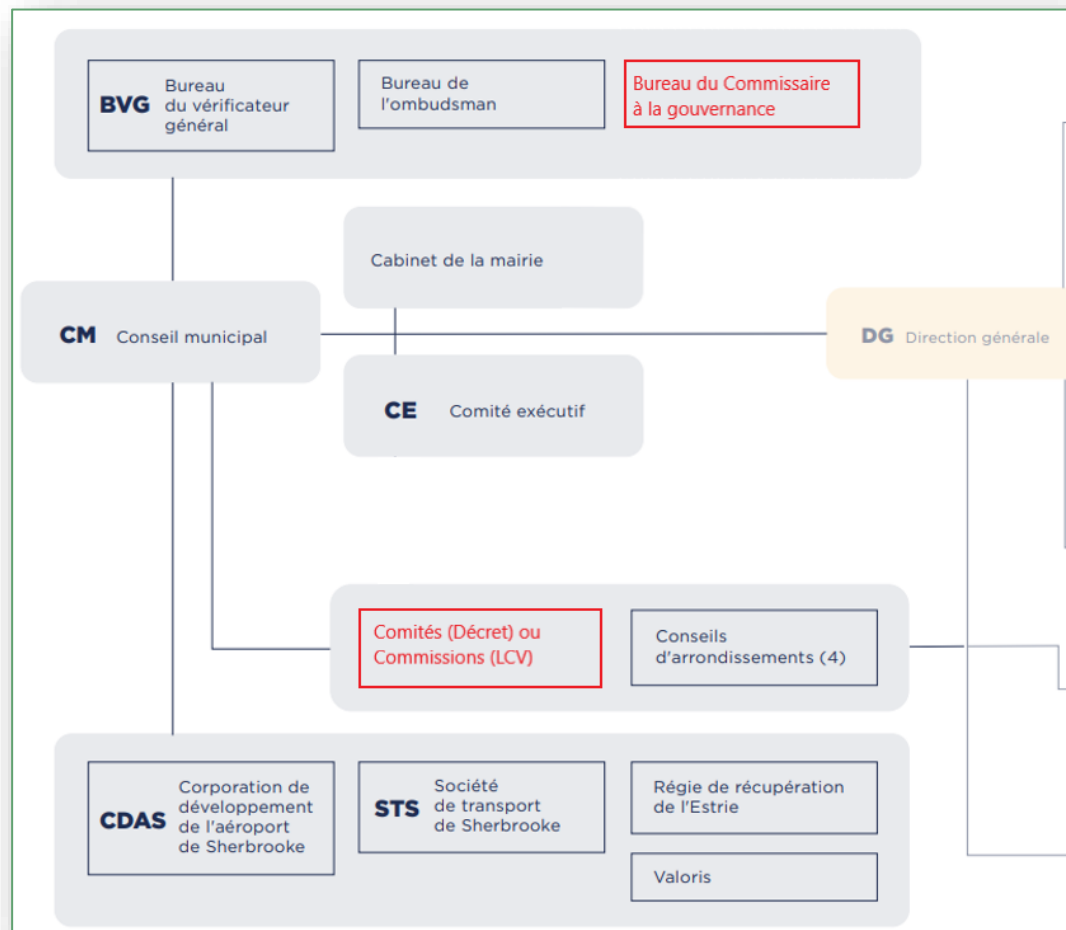 BVG
Bureau
du vérificateur
général
Bureau de
l'ombudsman
Bureau du Commissaire
à la gouvernance
Cabinet de la mairie
CM Conseil municipal
DG Direction générale
CE Comité exécutif
Comités (Décret) ou
Commissions (LCV)
Conseils
d'arrondissements (4)
CDAS
Corporation de
développement
de l'aéroport
de Sherbrooke
STS
Société
de transport
de Sherbrooke
Régie de récupération
de l'Estrie
Valoris